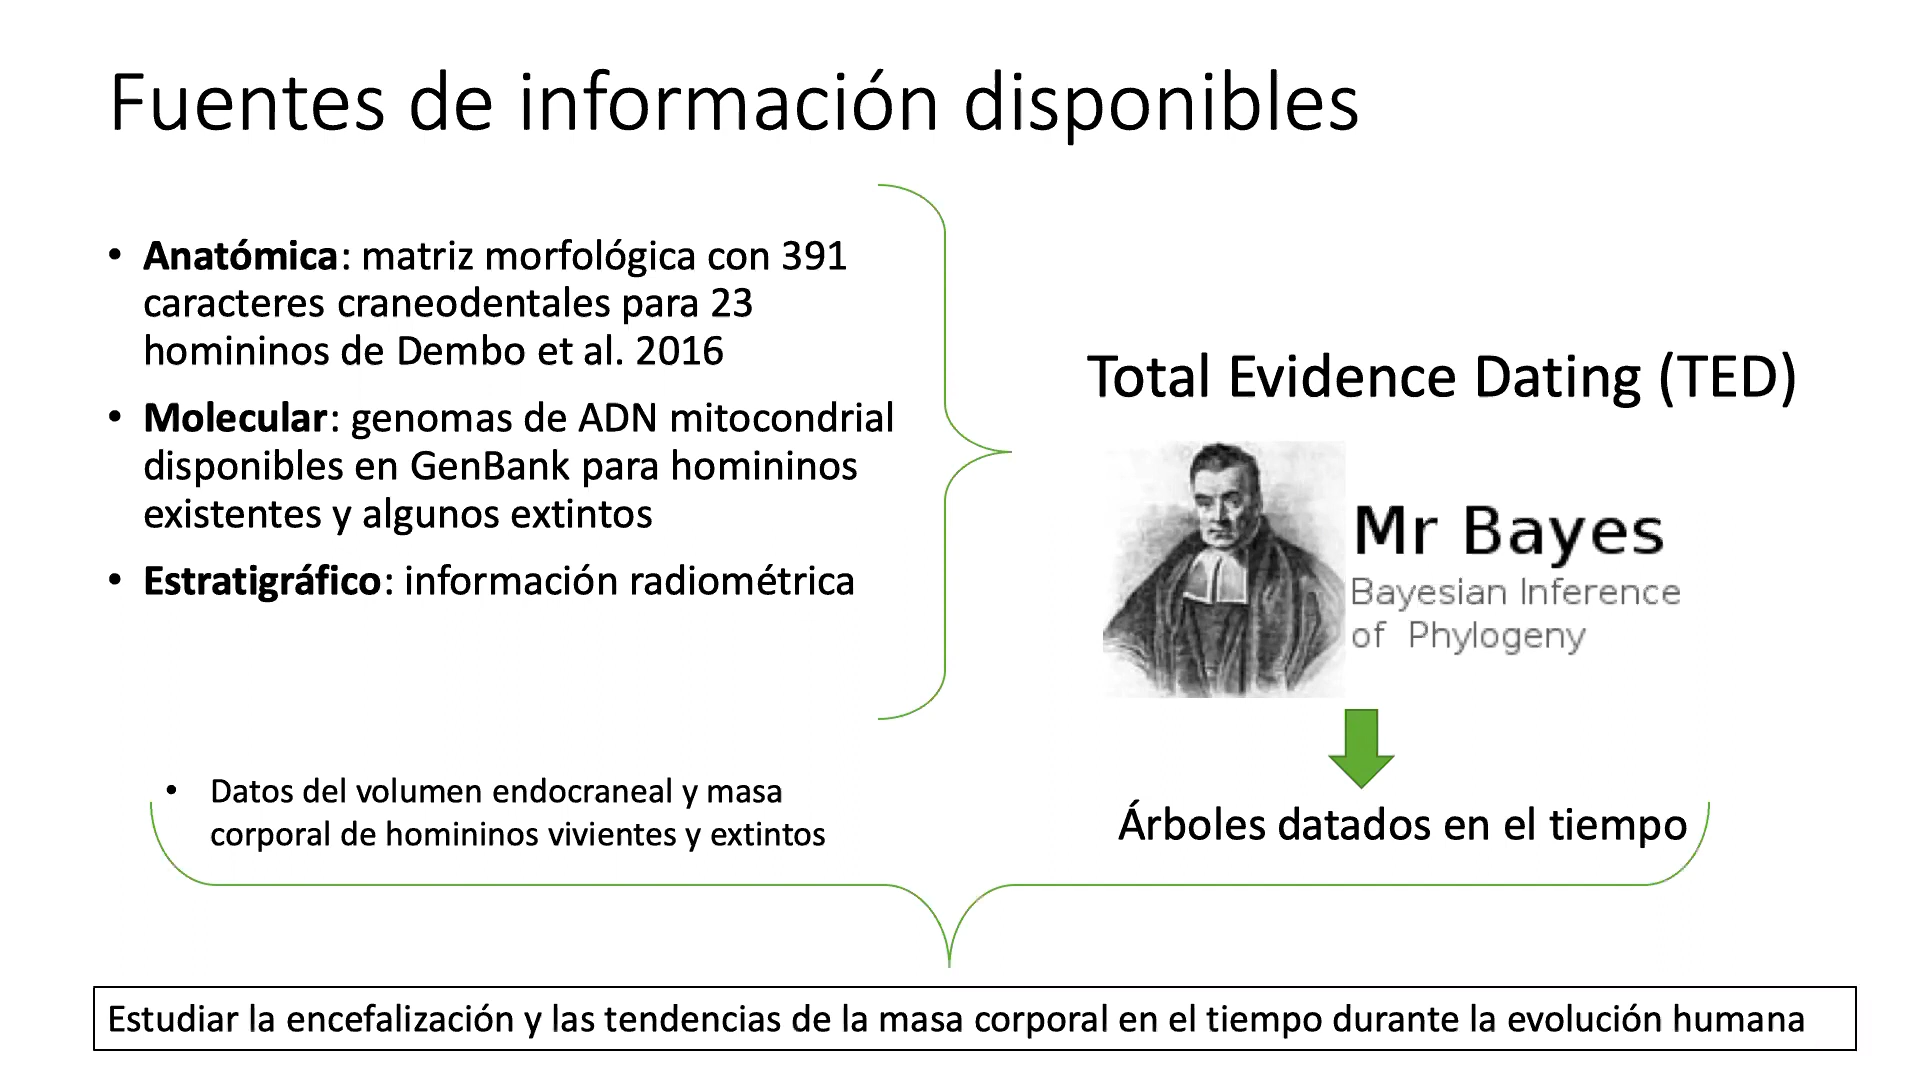 Fuentes de información disponibles
• Anatómica: matriz morfológica con 391
caracteres craneodentales para 23
homininos de Dembo et al. 2016
• Molecular: genomas de ADN mitocondrial
disponibles en GenBank para homininos
existentes y algunos extintos
• Estratigráfico: información radiométrica
Total Evidence Dating (TED)
Mr Bayes
Bayesian Inference
of Phylogeny
• Datos del volumen endocraneal y masa
corporal de homininos vivientes y extintos
Árboles datados en el tiempo
Estudiar la encefalización y las tendencias de la masa corporal en el tiempo durante la evolución humana